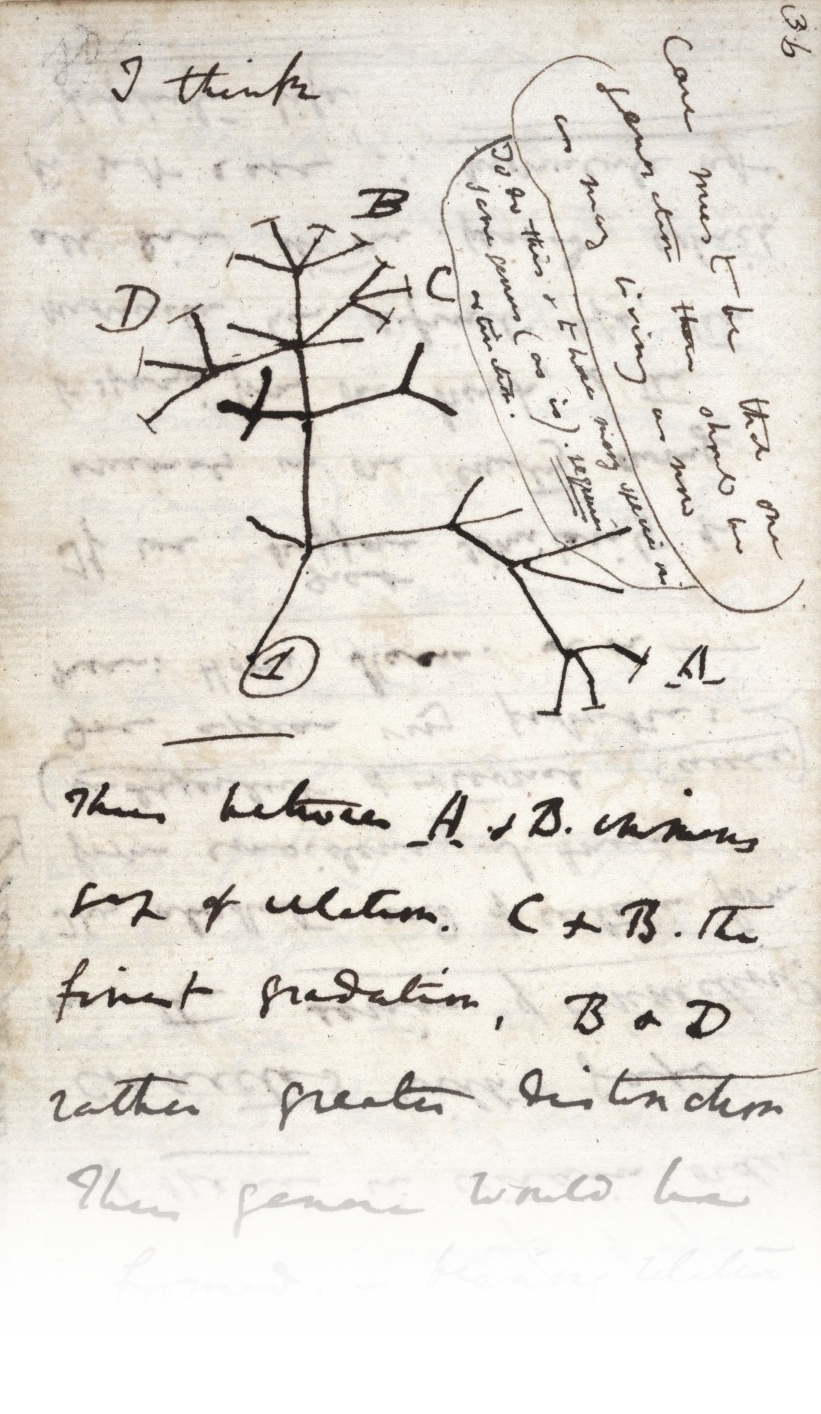 36
I think
Case must be that one
generation then should be
as many living as now
To do this & to have many species in
same genus (as is). requires
extinction.
B
C
D
A
1
Thus between A & B. immens
gap of relation. C & B. The
finest gradation, B & D
rather greater distinction
Thus genera would be
formed. — bearing relation